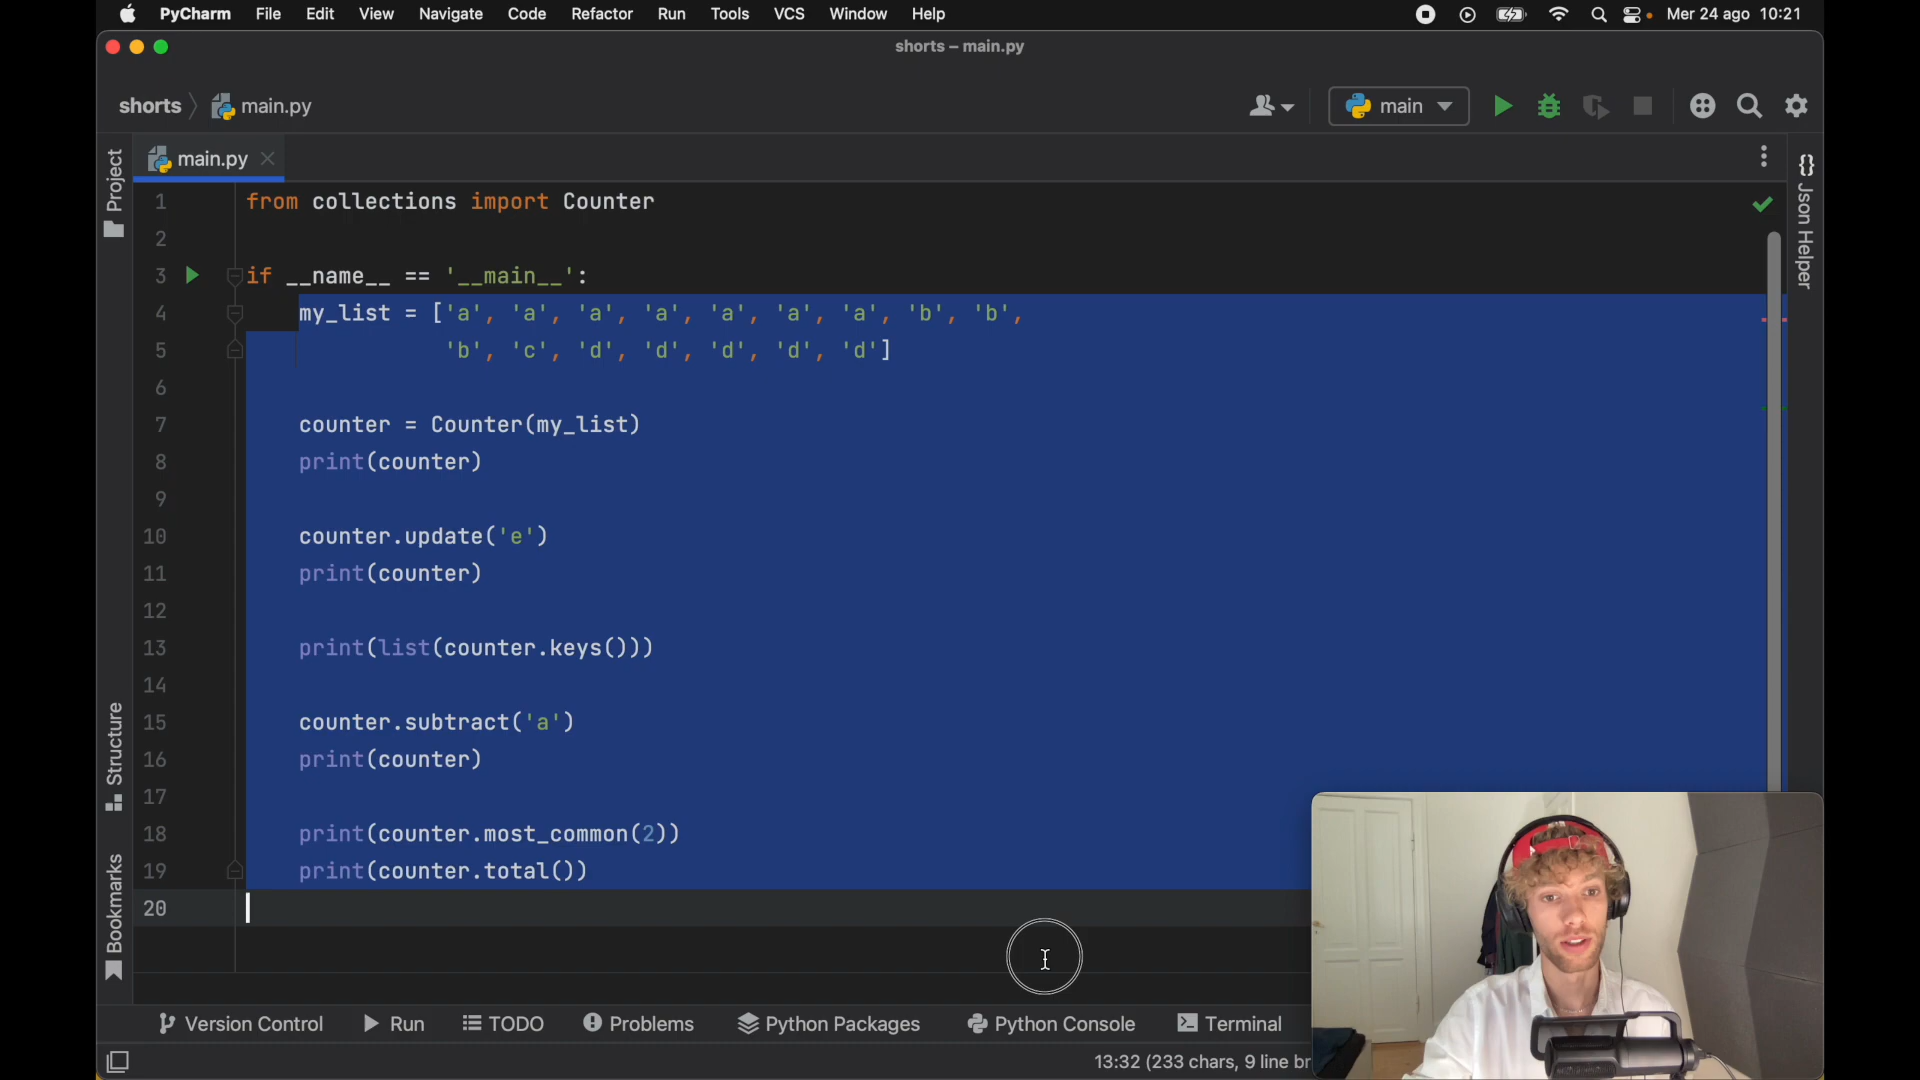 PyCharm File Edit View Navigate Code Refactor Run Tools VCS Window Help Mer 24 ago 10:21
shorts – main.py
shorts main.py main
main.py
Project
Structure
Bookmarks
Json Helper
1 from collections import Counter
2
3 if __name__ == '__main__':
4 my_list = ['a', 'a', 'a', 'a', 'a', 'a', 'a', 'b', 'b',
5 'b', 'c', 'd', 'd', 'd', 'd', 'd']
6
7 counter = Counter(my_list)
8 print(counter)
9
10 counter.update('e')
11 print(counter)
12
13 print(list(counter.keys()))
14
15 counter.subtract('a')
16 print(counter)
17
18 print(counter.most_common(2))
19 print(counter.total())
20
Version Control Run TODO Problems Python Packages Python Console Terminal
13:32 (233 chars, 9 line br